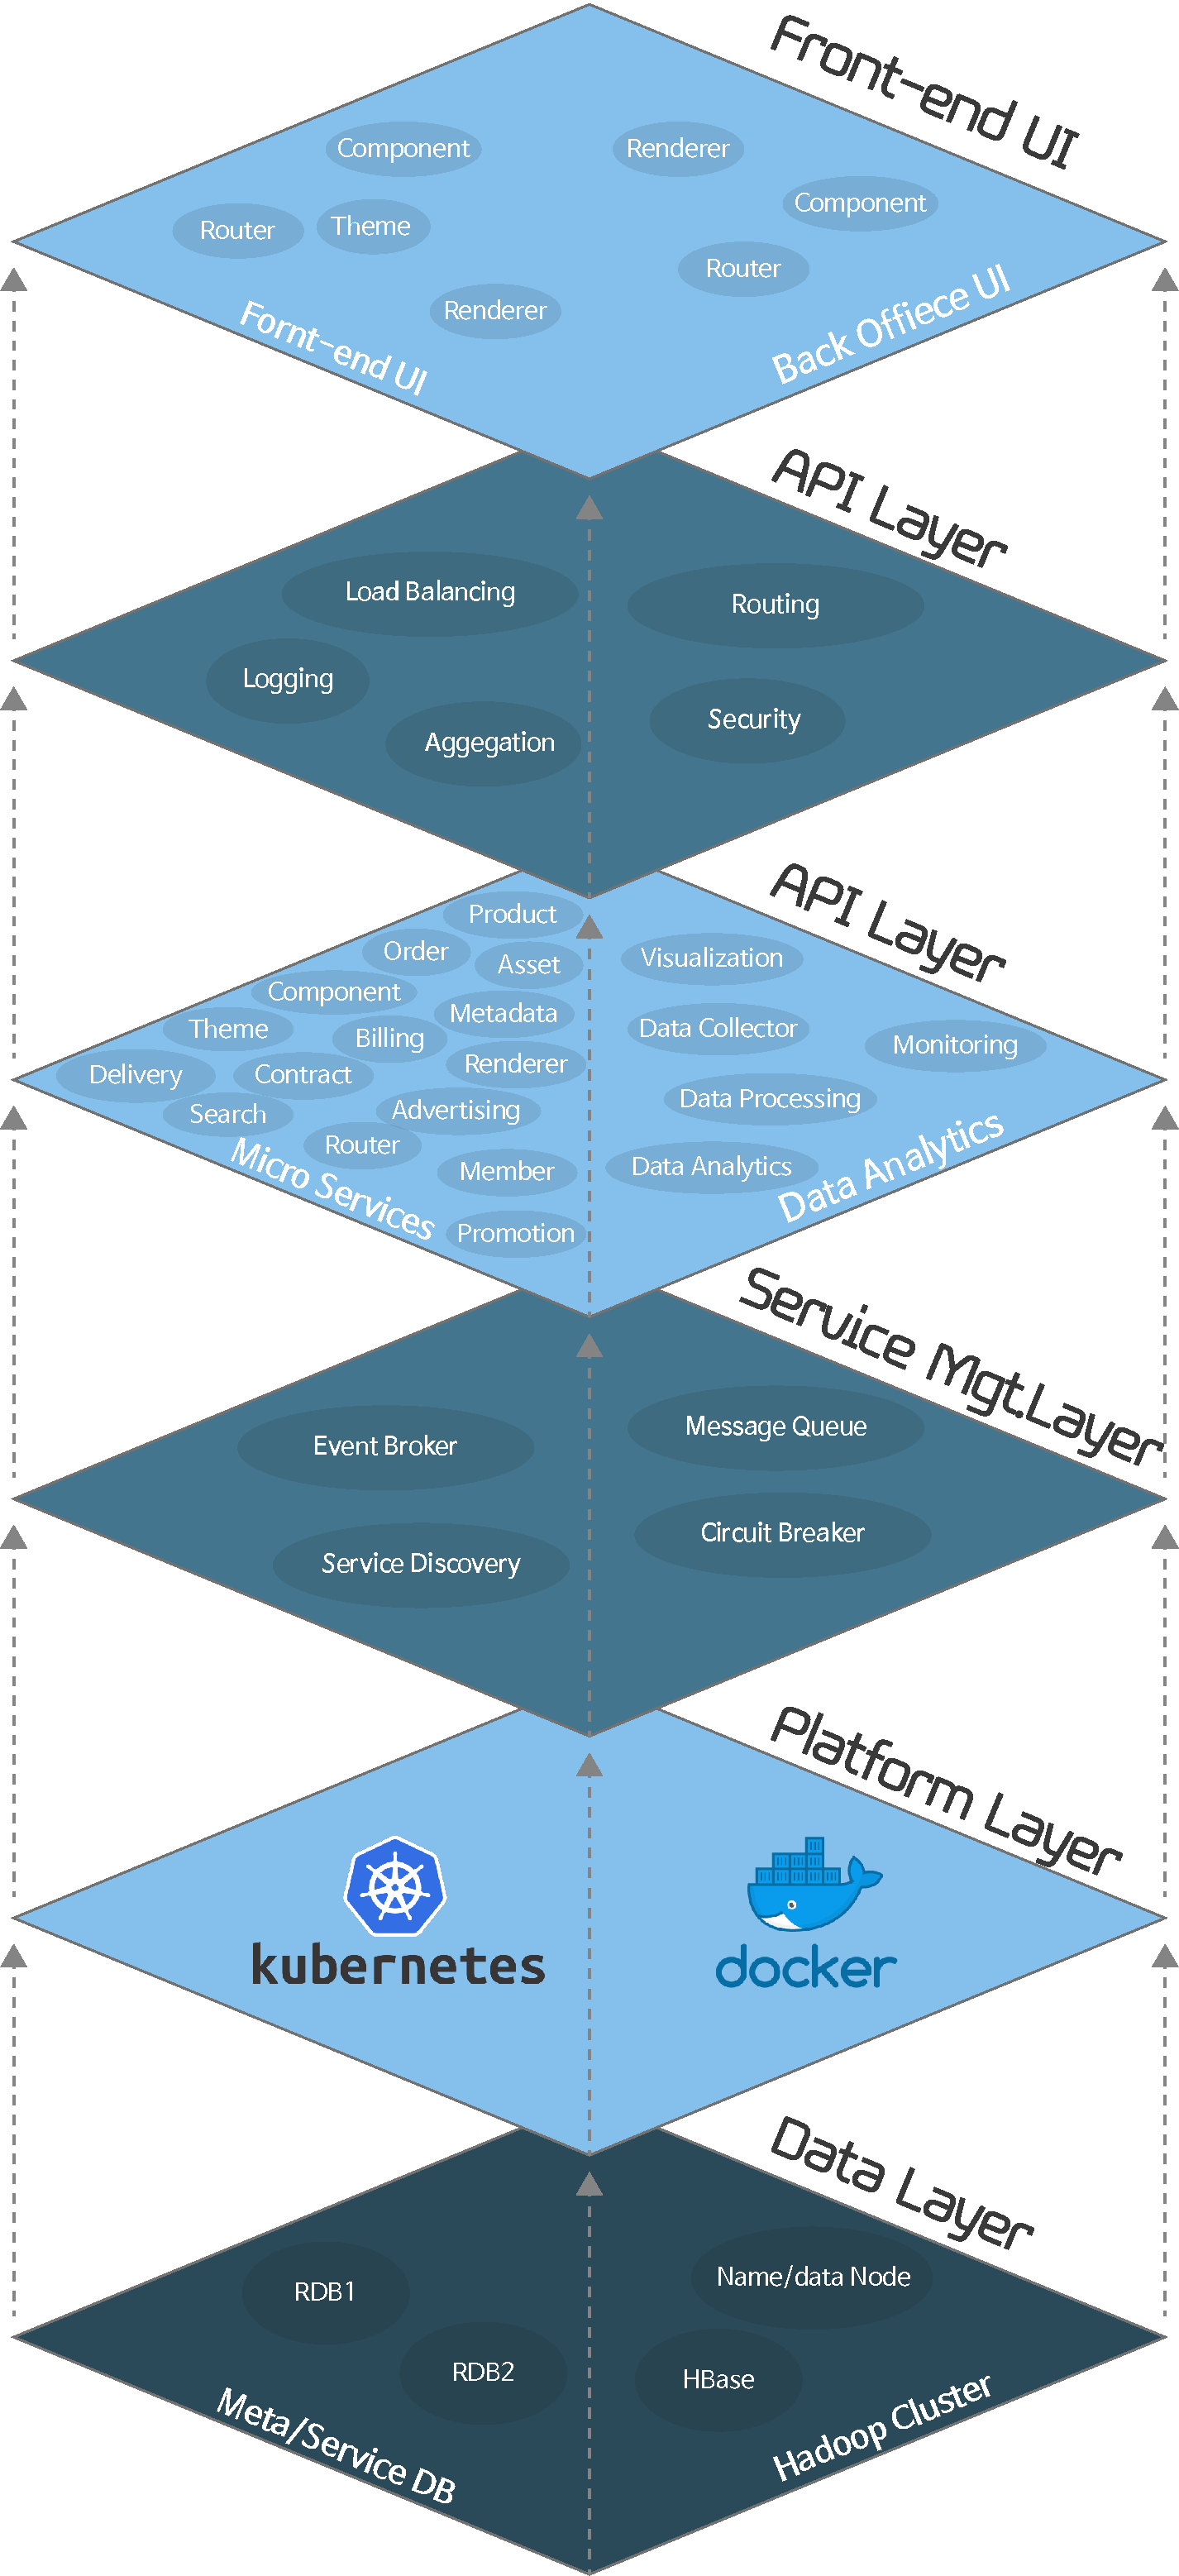 Front-end UI
Component
Renderer
Component
Router
Theme
Router
Renderer
Fornt-end UI
Back Offiece UI
API Layer
Load Balancing
Routing
Logging
Security
Aggegation
API Layer
Product
Order
Asset
Visualization
Component
Metadata
Theme
Billing
Data Collector
Monitoring
Renderer
Delivery
Contract
Data Processing
Search
Advertising
Router
Member
Data Analytics
Micro Services
Data Analytics
Promotion
Service Mgt.Layer
Event Broker
Message Queue
Service Discovery
Circuit Breaker
Platform Layer
kubernetes
docker
Data Layer
RDB1
Name/data Node
RDB2
HBase
Meta/Service DB
Hadoop Cluster